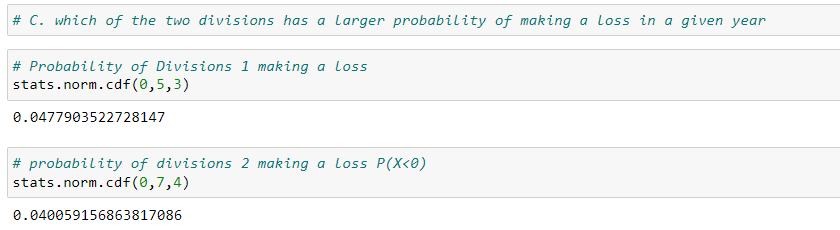 # C. which of the two divisions has a larger probability of making a loss in a given year
# Probability of Divisions 1 making a loss
stats.norm.cdf(0,5,3)
0.0477903522728147
# probability of divisions 2 making a loss P(X<0)
stats.norm.cdf(0,7,4)
0.040059156863817086